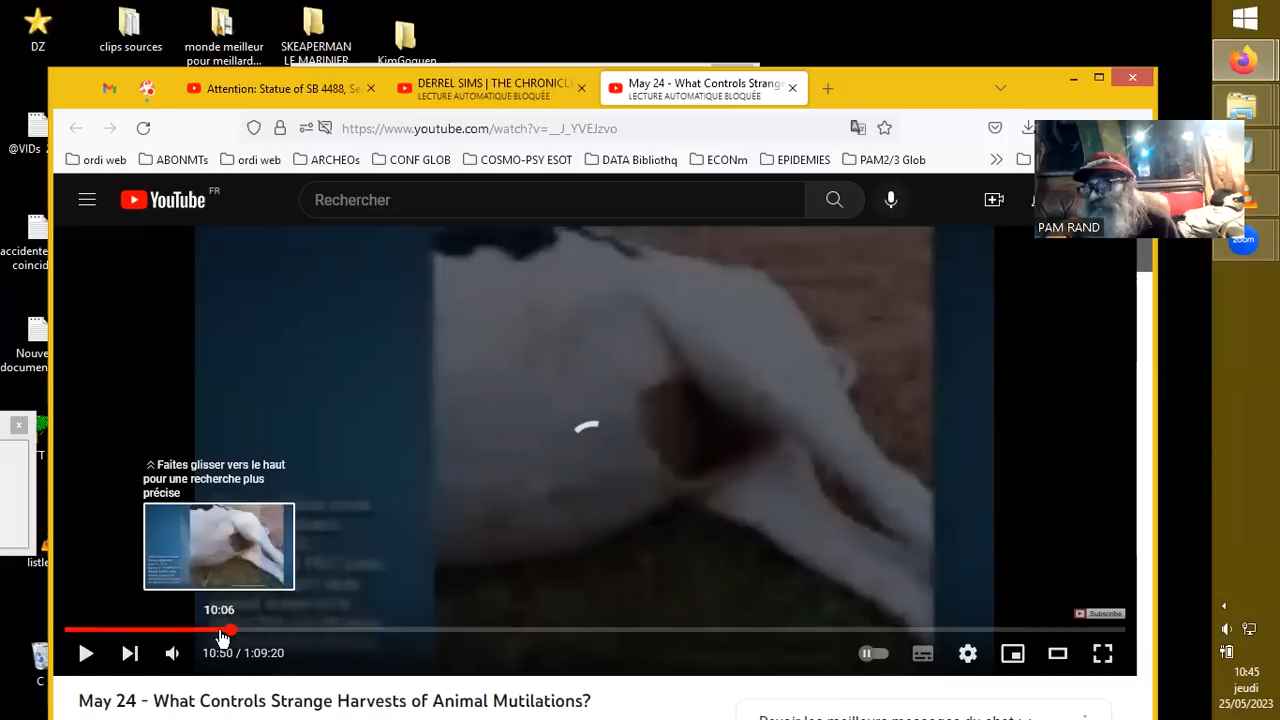 DZ
clips sources
monde meilleur
pour meillard...
SKEAPERMAN
LE MARINIER
KimGoguen
@VIDs
accidente
coincid
Nouve
document
listle
C
Attention: Statue of SB 4488, Se
DERREL SIMS | THE CHRONICL
LECTURE AUTOMATIQUE BLOQUÉE
May 24 - What Controls Strange
LECTURE AUTOMATIQUE BLOQUÉE
https://www.youtube.com/watch?v=__J_YVEJzvo
ordi web
ABONMTs
ordi web
ARCHEOs
CONF GLOB
COSMO-PSY ESOT
DATA Bibliothq
ECONm
EPIDEMIES
PAM2/3 Glob
YouTube
FR
Rechercher
PAM RAND
zoom
Faites glisser vers le haut
pour une recherche plus
précise
10:06
Subscribe
10:50 / 1:09:20
May 24 - What Controls Strange Harvests of Animal Mutilations?
10:45
jeudi
25/05/2023